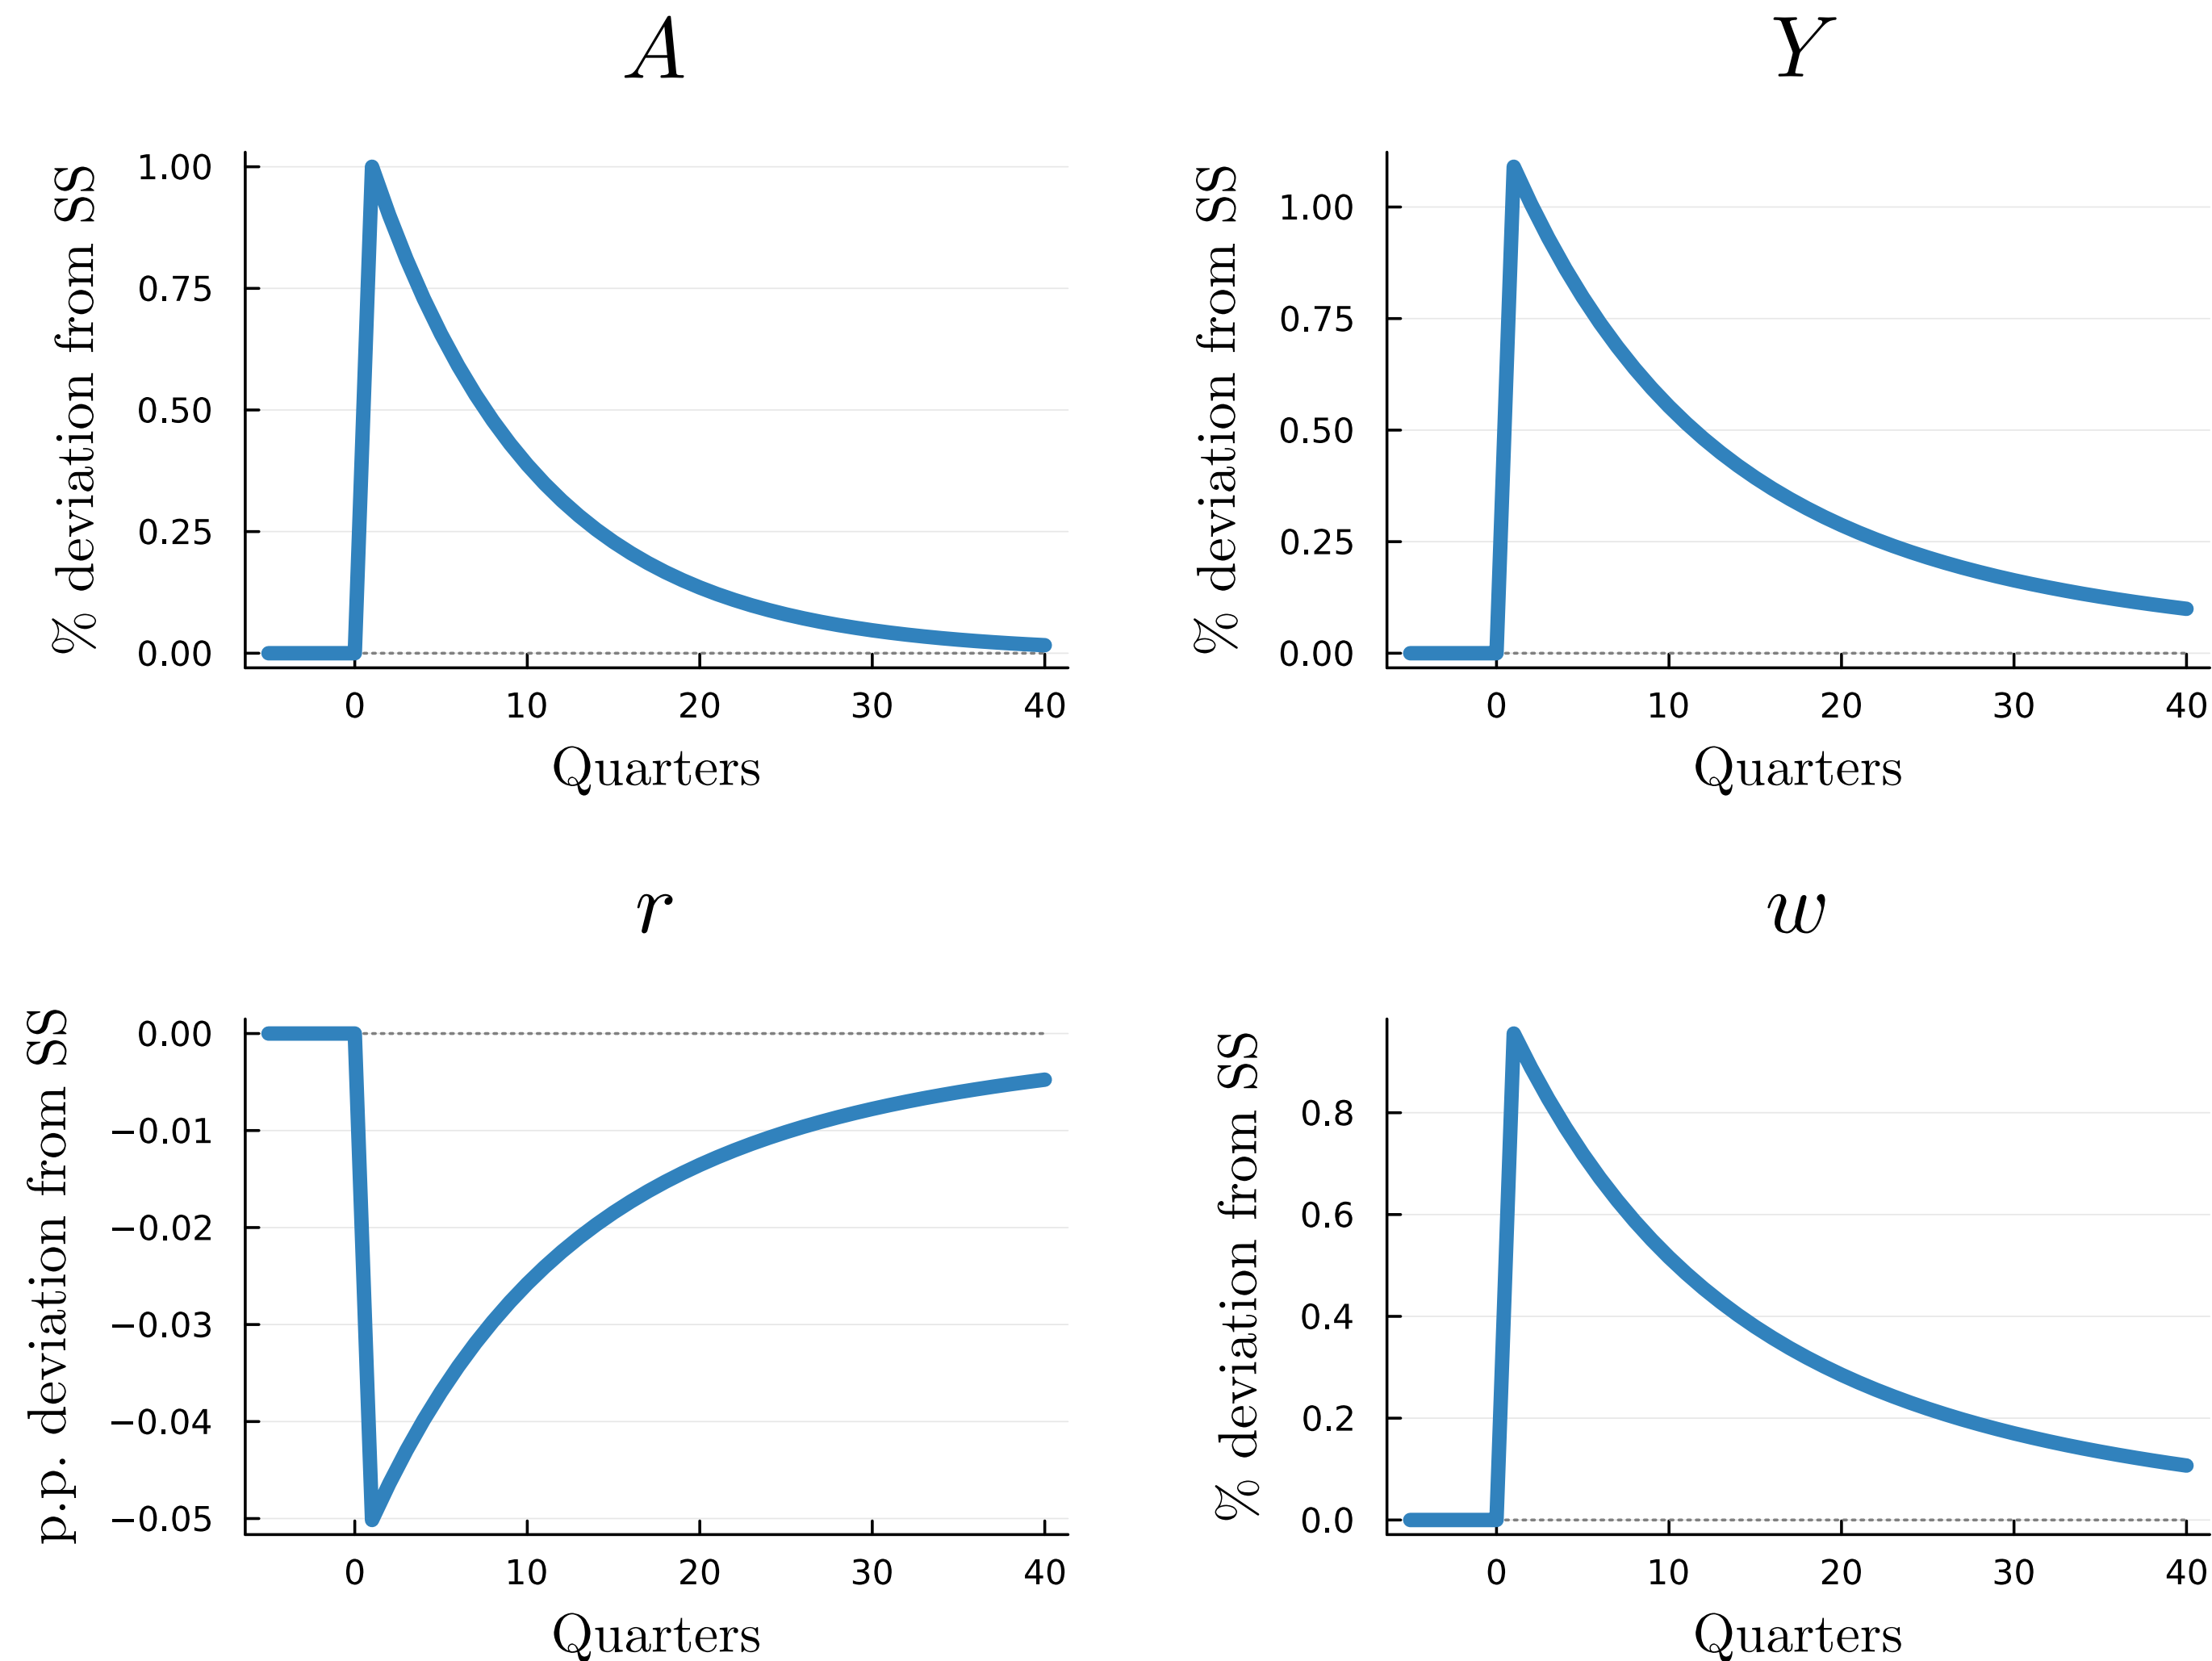 A
% deviation from SS
1.00
0.75
0.50
0.25
0.00
0 10 20 30 40
Quarters
Y
% deviation from SS
1.00
0.75
0.50
0.25
0.00
0 10 20 30 40
Quarters
r
p.p. deviation from SS
0.00
−0.01
−0.02
−0.03
−0.04
−0.05
0 10 20 30 40
Quarters
w
% deviation from SS
0.8
0.6
0.4
0.2
0.0
0 10 20 30 40
Quarters